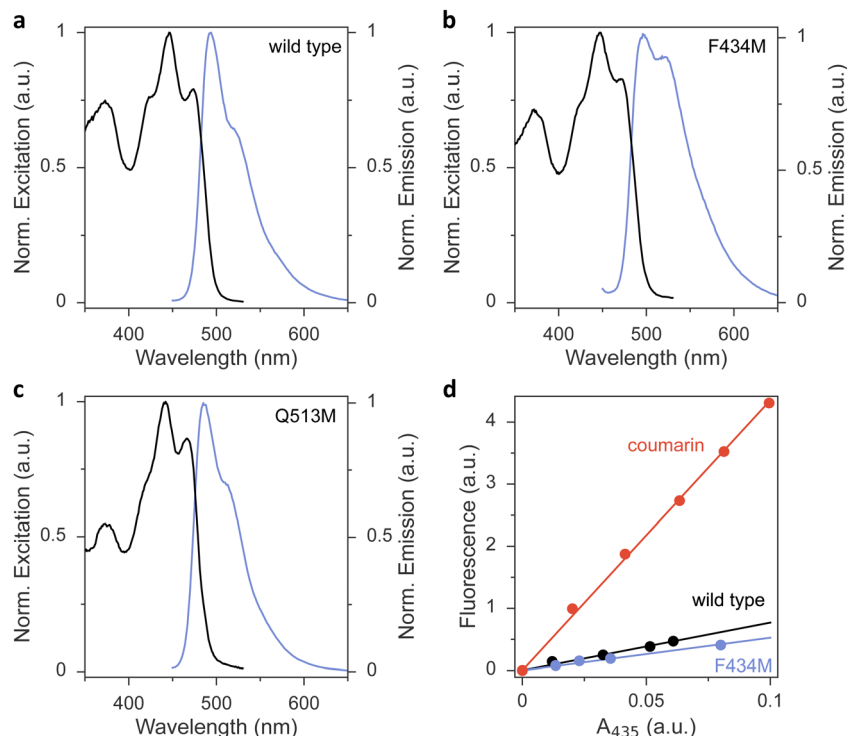 a
wild type
Norm. Excitation (a.u.)
Norm. Emission (a.u.)
1
0.5
0
1
0.5
0
400
500
600
Wavelength (nm)
b
F434M
Norm. Excitation (a.u.)
Norm. Emission (a.u.)
1
0.5
0
1
0.5
0
400
500
600
Wavelength (nm)
c
Q513M
Norm. Excitation (a.u.)
Norm. Emission (a.u.)
1
0.5
0
1
0.5
0
400
500
600
Wavelength (nm)
d
coumarin
wild type
F434M
Fluorescence (a.u.)
4
3
2
1
0
0
0.05
0.1
A₄₃₅ (a.u.)